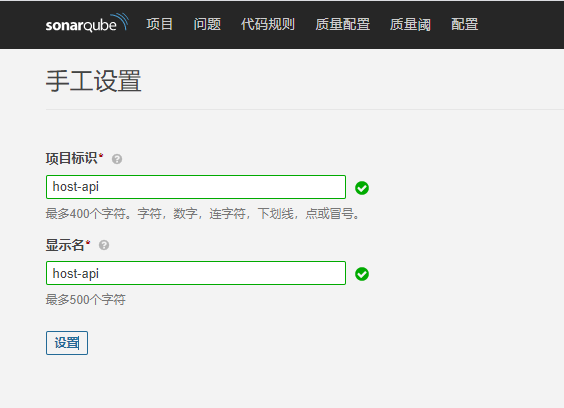 sonarqube 项目 问题 代码规则 质量配置 质量阈 配置
手工设置
项目标识* ?
host-api
最多400个字符。字符，数字，连字符，下划线，点或冒号。
显示名* ?
host-api
最多500个字符
设置